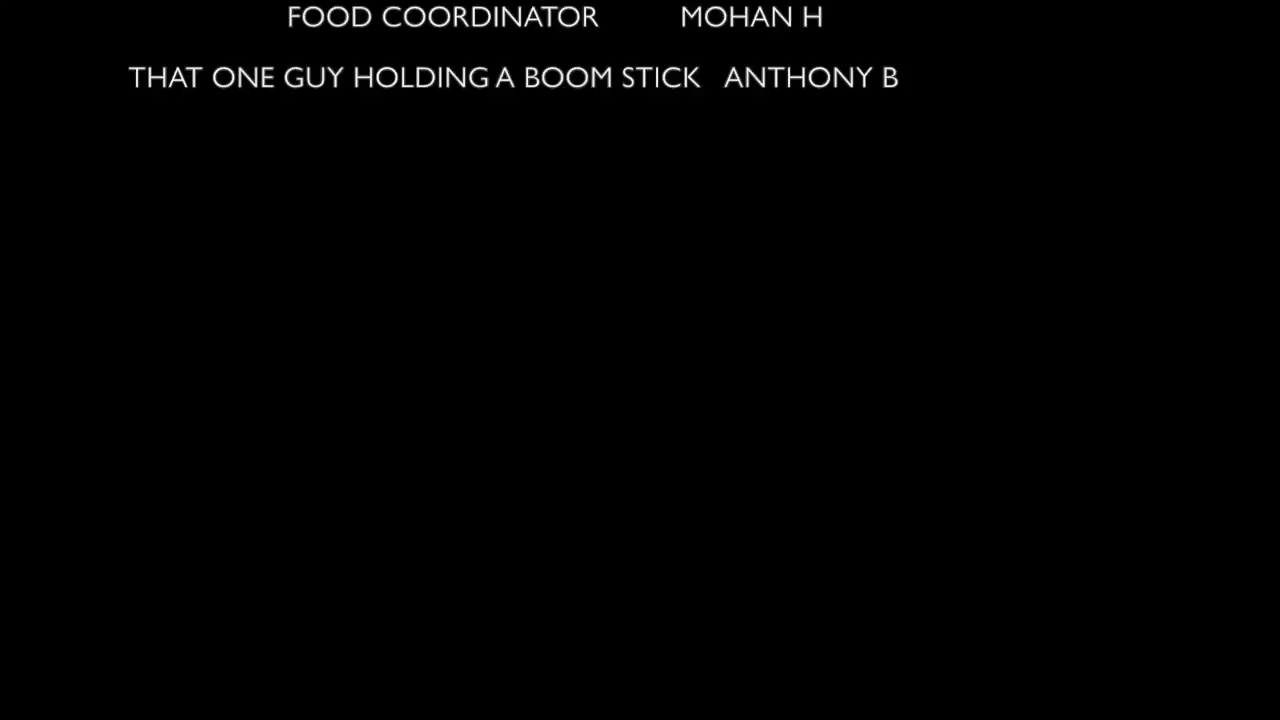 FOOD COORDINATOR MOHAN H
THAT ONE GUY HOLDING A BOOM STICK ANTHONY B